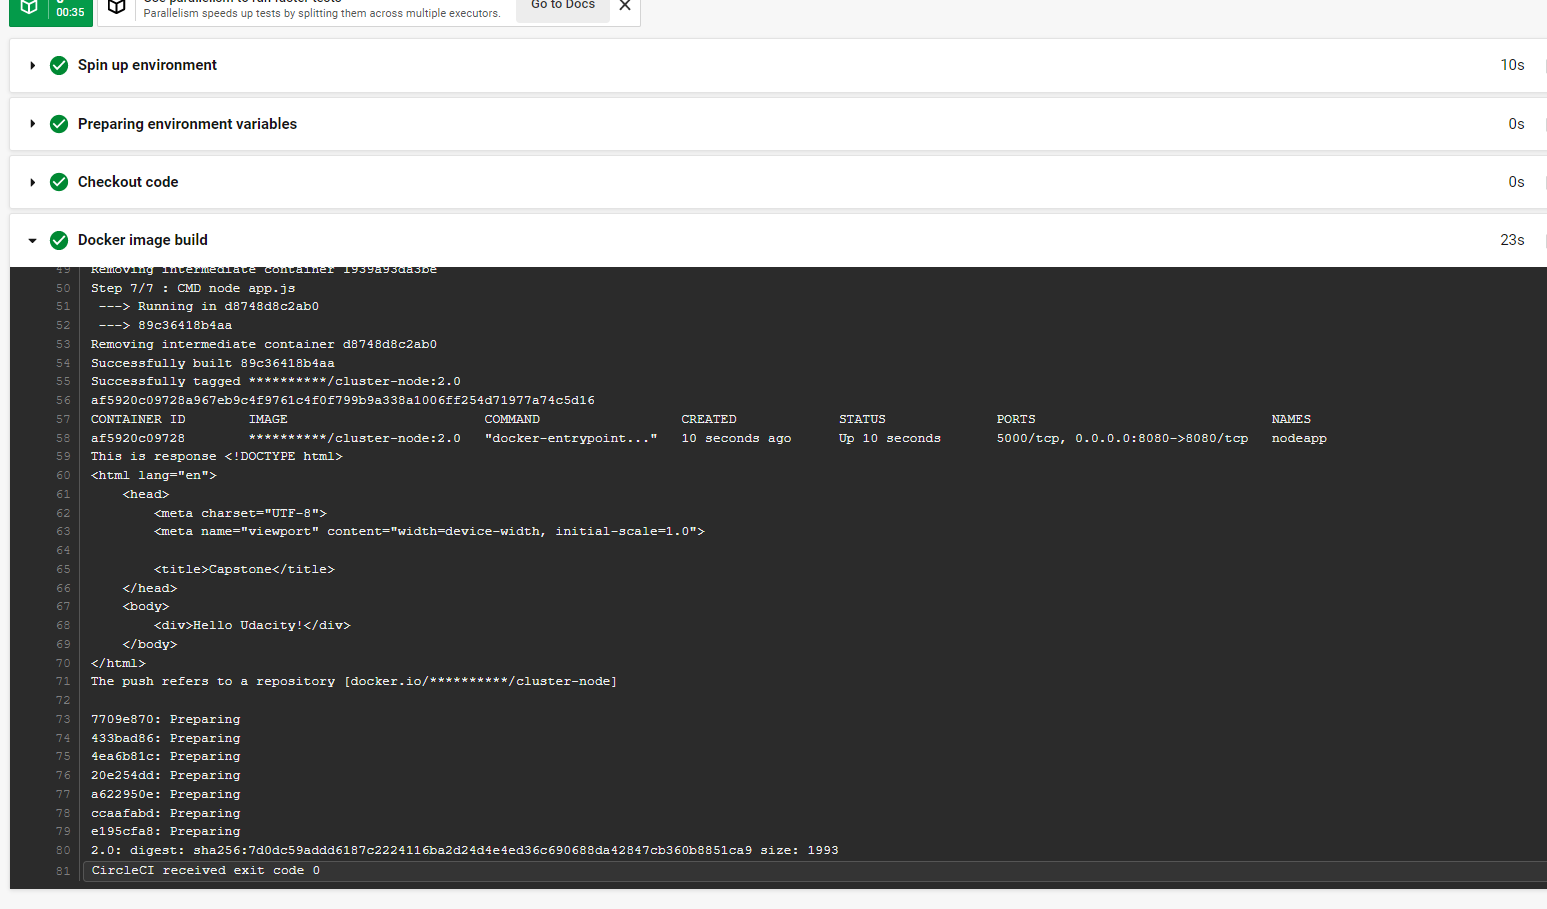 00:35
Use parallelism to run faster tests
Parallelism speeds up tests by splitting them across multiple executors.
Go to Docs
Spin up environment 10s
Preparing environment variables 0s
Checkout code 0s
Docker image build 23s
49 Removing intermediate container 1939a93da3be
50 Step 7/7 : CMD node app.js
51 ---> Running in d8748d8c2ab0
52 ---> 89c36418b4aa
53 Removing intermediate container d8748d8c2ab0
54 Successfully built 89c36418b4aa
55 Successfully tagged **********/cluster-node:2.0
56 af5920c09728a967eb9c4f9761c4f0f799b9a338a1006ff254d71977a74c5d16
57 CONTAINER ID IMAGE COMMAND CREATED STATUS PORTS NAMES
58 af5920c09728 **********/cluster-node:2.0 "docker-entrypoint..." 10 seconds ago Up 10 seconds 5000/tcp, 0.0.0.0:8080->8080/tcp nodeapp
59 This is response <!DOCTYPE html>
60 <html lang="en">
61 <head>
62 <meta charset="UTF-8">
63 <meta name="viewport" content="width=device-width, initial-scale=1.0">
64
65 <title>Capstone</title>
66 </head>
67 <body>
68 <div>Hello Udacity!</div>
69 </body>
70 </html>
71 The push refers to a repository [docker.io/**********/cluster-node]
72
73 7709e870: Preparing
74 433bad86: Preparing
75 4ea6b81c: Preparing
76 20e254dd: Preparing
77 a622950e: Preparing
78 ccaafabd: Preparing
79 e195cfa8: Preparing
80 2.0: digest: sha256:7d0dc59addd6187c2224116ba2d24d4e4ed36c690688da42847cb360b8851ca9 size: 1993
81 CircleCI received exit code 0